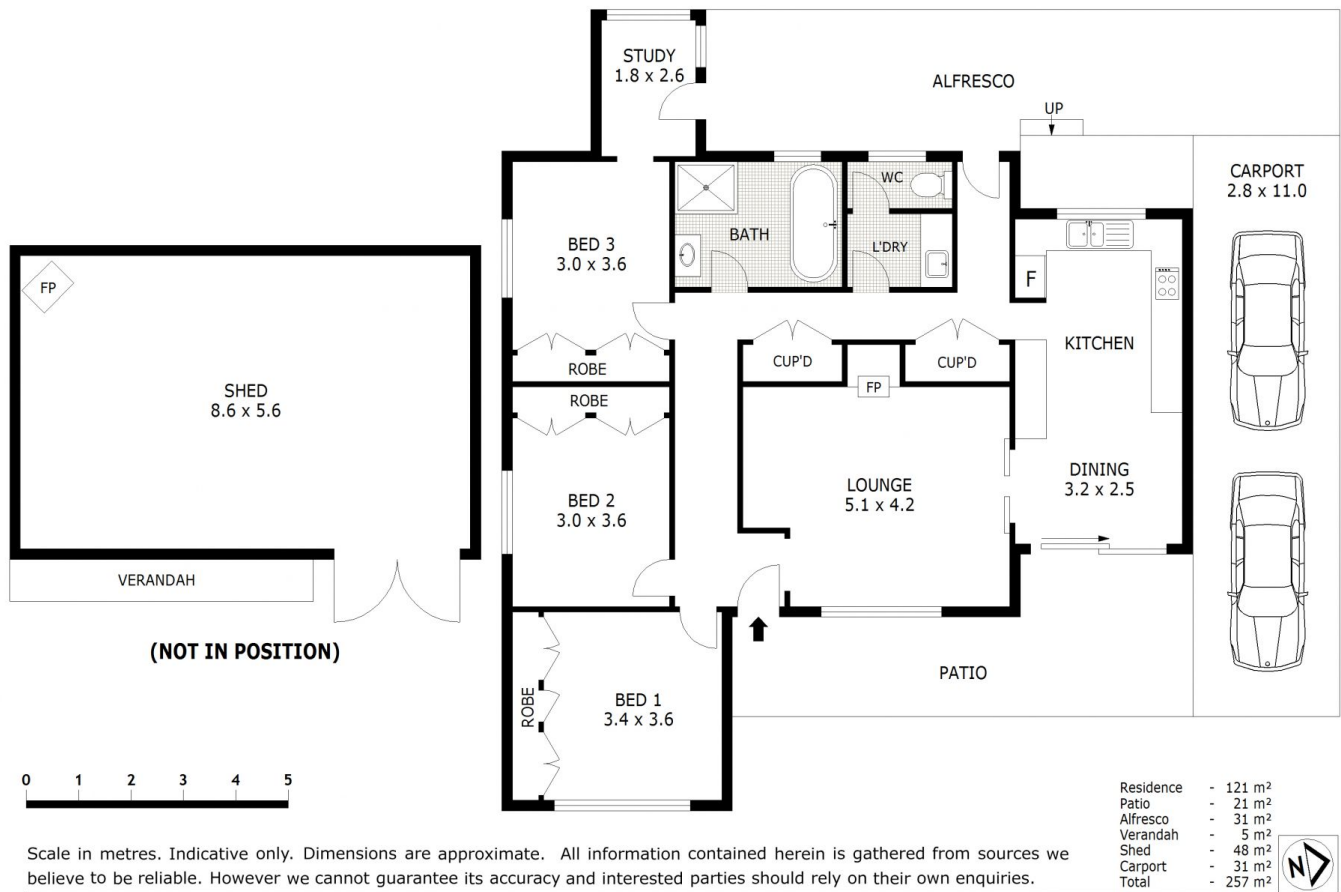 STUDY
1.8 x 2.6
ALFRESCO
UP
CARPORT
2.8 x 11.0
WC
BATH
L'DRY
BED 3
3.0 x 3.6
FP
F
KITCHEN
CUP'D
CUP'D
ROBE
FP
SHED
8.6 x 5.6
ROBE
BED 2
3.0 x 3.6
LOUNGE
5.1 x 4.2
DINING
3.2 x 2.5
VERANDAH
(NOT IN POSITION)
PATIO
ROBE
BED 1
3.4 x 3.6
0 1 2 3 4 5
Residence - 121 m²
Patio - 21 m²
Alfresco - 31 m²
Verandah - 5 m²
Shed - 48 m²
Carport - 31 m²
Total - 257 m²
N
Scale in metres. Indicative only. Dimensions are approximate. All information contained herein is gathered from sources we
believe to be reliable. However we cannot guarantee its accuracy and interested parties should rely on their own enquiries.